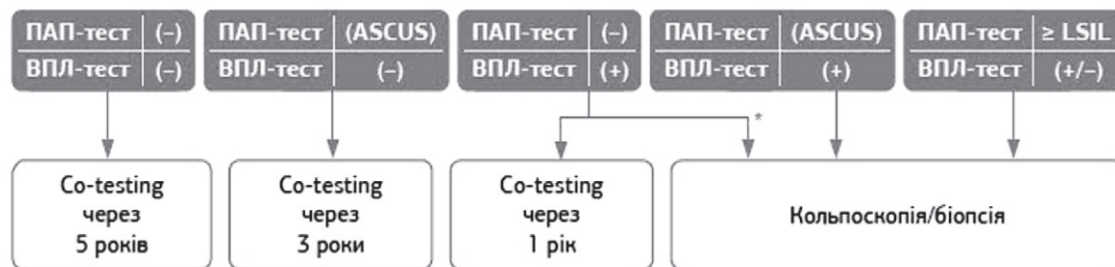 ПАП-тест (–) ПАП-тест (ASCUS) ПАП-тест (–) ПАП-тест (ASCUS) ПАП-тест ≥ LSIL
ВПЛ-тест (–) ВПЛ-тест (–) ВПЛ-тест (+) ВПЛ-тест (+) ВПЛ-тест (+/–)
*
Co-testing
через
5 років
Co-testing
через
3 роки
Co-testing
через
1 рік
Кольпоскопія/біопсія